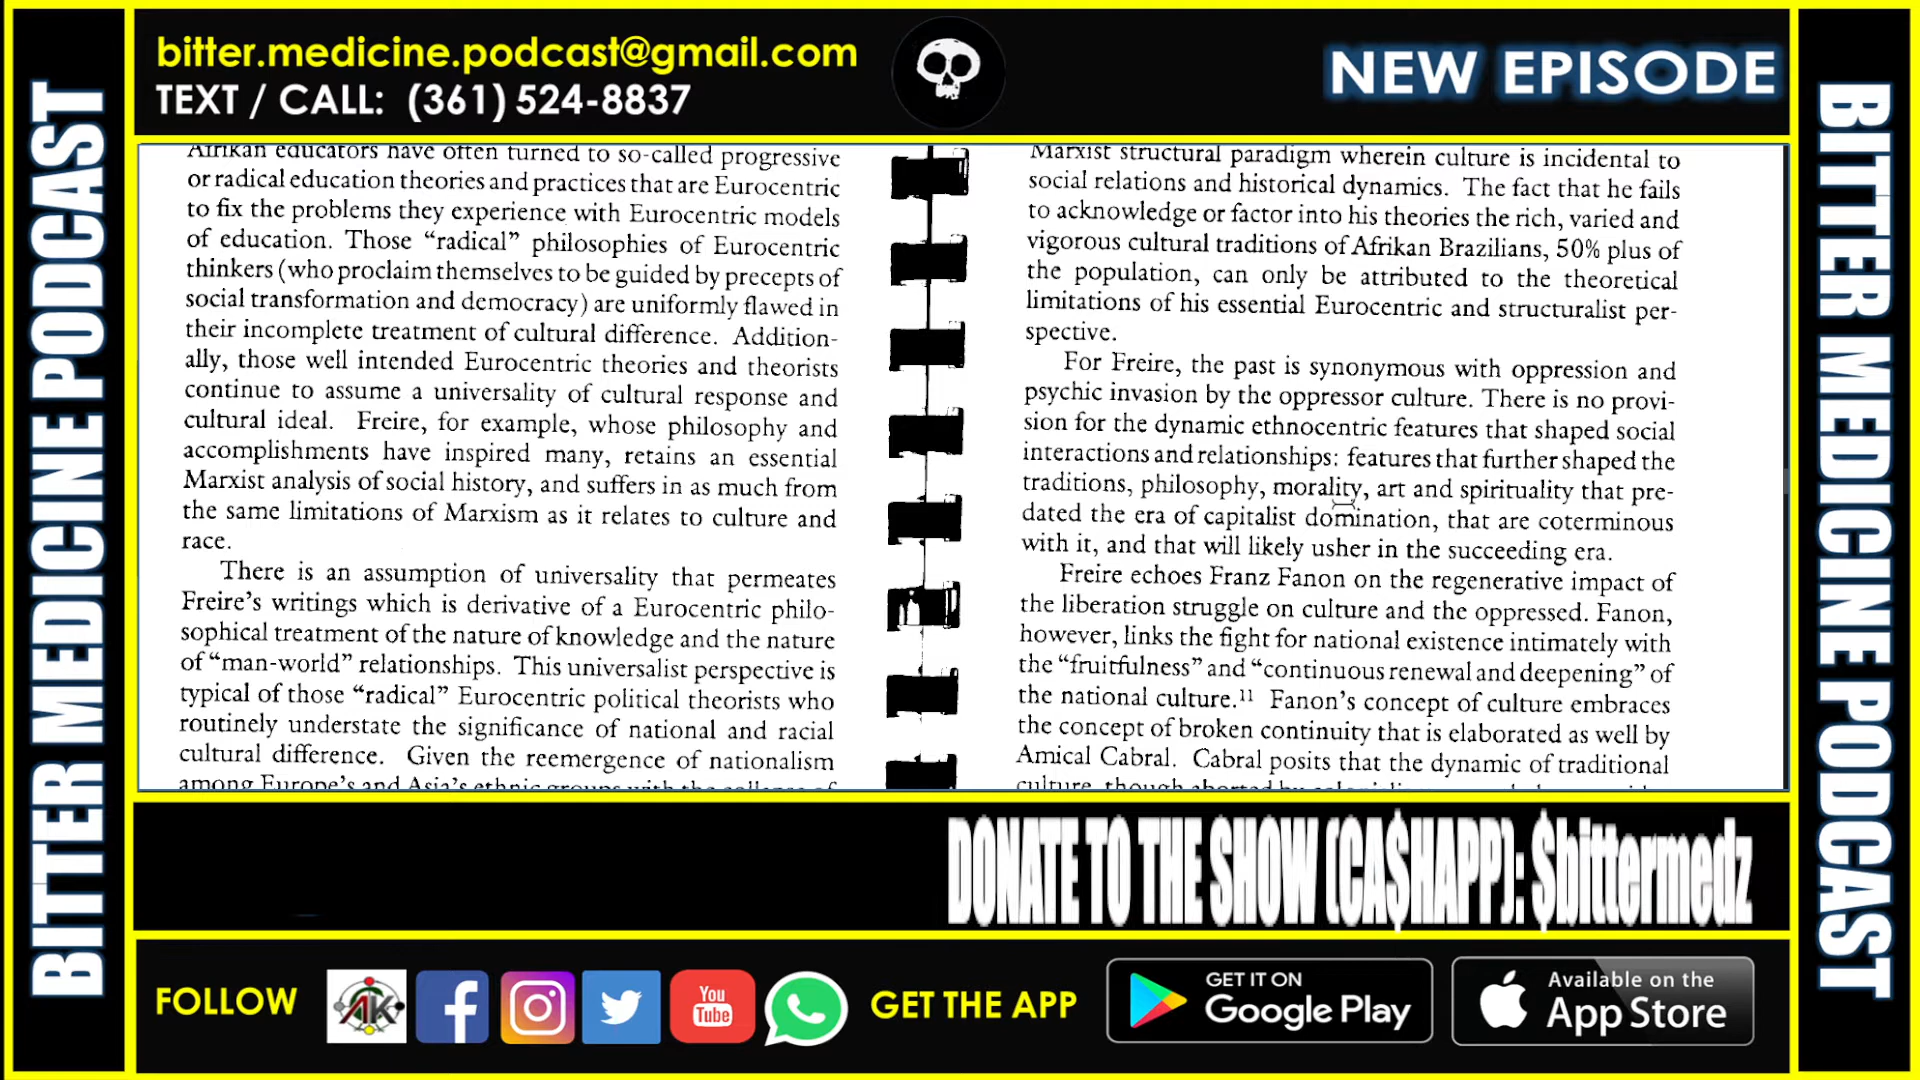 BITTER MEDICINE PODCAST
bitter.medicine.podcast@gmail.com
TEXT / CALL: (361) 524-8837
NEW EPISODE
Afrikan educators have often turned to so-called progressive
or radical education theories and practices that are Eurocentric
to fix the problems they experience with Eurocentric models
of education. Those “radical” philosophies of Eurocentric
thinkers (who proclaim themselves to be guided by precepts of
social transformation and democracy) are uniformly flawed in
their incomplete treatment of cultural difference. Addition-
ally, those well intended Eurocentric theories and theorists
continue to assume a universality of cultural response and
cultural ideal. Freire, for example, whose philosophy and
accomplishments have inspired many, retains an essential
Marxist analysis of social history, and suffers in as much from
the same limitations of Marxism as it relates to culture and
race.
There is an assumption of universality that permeates
Freire’s writings which is derivative of a Eurocentric philo-
sophical treatment of the nature of knowledge and the nature
of “man-world” relationships. This universalist perspective is
typical of those “radical” Eurocentric political theorists who
routinely understate the significance of national and racial
cultural difference. Given the reemergence of nationalism
among Europe’s and Asia’s ethnic groups with the collapse of
Marxist structural paradigm wherein culture is incidental to
social relations and historical dynamics. The fact that he fails
to acknowledge or factor into his theories the rich, varied and
vigorous cultural traditions of Afrikan Brazilians, 50% plus of
the population, can only be attributed to the theoretical
limitations of his essential Eurocentric and structuralist per-
spective.
For Freire, the past is synonymous with oppression and
psychic invasion by the oppressor culture. There is no provi-
sion for the dynamic ethnocentric features that shaped social
interactions and relationships: features that further shaped the
traditions, philosophy, morality, art and spirituality that pre-
dated the era of capitalist domination, that are coterminous
with it, and that will likely usher in the succeeding era.
Freire echoes Franz Fanon on the regenerative impact of
the liberation struggle on culture and the oppressed. Fanon,
however, links the fight for national existence intimately with
the “fruitfulness” and “continuous renewal and deepening” of
the national culture.¹¹ Fanon’s concept of culture embraces
the concept of broken continuity that is elaborated as well by
Amical Cabral. Cabral posits that the dynamic of traditional
culture, though aborted by
BITTER MEDICINE PODCAST
DONATE TO THE SHOW (CA$HAPP): $bittermedz
FOLLOW
AK
You
Tube
GET THE APP
GET IT ON
Google Play
Available on the
App Store